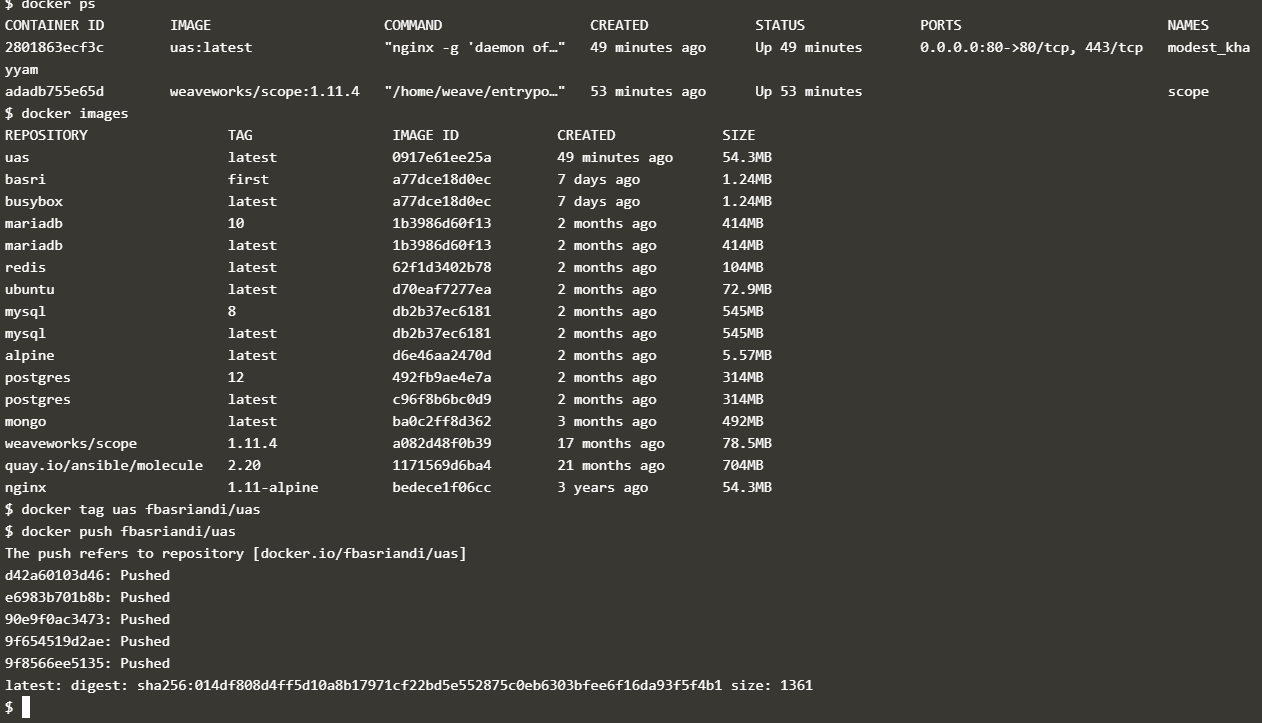 $ docker ps
CONTAINER ID        IMAGE                     COMMAND                  CREATED             STATUS              PORTS                         NAMES
2801863ecf3c        uas:latest                "nginx -g 'daemon of…"   49 minutes ago      Up 49 minutes       0.0.0.0:80->80/tcp, 443/tcp   modest_kha
yyam
adadb755e65d        weaveworks/scope:1.11.4   "/home/weave/entrypo…"   53 minutes ago      Up 53 minutes                                     scope
$ docker images
REPOSITORY                 TAG                 IMAGE ID            CREATED             SIZE
uas                        latest              0917e61ee25a        49 minutes ago      54.3MB
basri                      first               a77dce18d0ec        7 days ago          1.24MB
busybox                    latest              a77dce18d0ec        7 days ago          1.24MB
mariadb                    10                  1b3986d60f13        2 months ago        414MB
mariadb                    latest              1b3986d60f13        2 months ago        414MB
redis                      latest              62f1d3402b78        2 months ago        104MB
ubuntu                     latest              d70eaf7277ea        2 months ago        72.9MB
mysql                      8                   db2b37ec6181        2 months ago        545MB
mysql                      latest              db2b37ec6181        2 months ago        545MB
alpine                     latest              d6e46aa2470d        2 months ago        5.57MB
postgres                   12                  492fb9ae4e7a        2 months ago        314MB
postgres                   latest              c96f8b6bc0d9        2 months ago        314MB
mongo                      latest              ba0c2ff8d362        3 months ago        492MB
weaveworks/scope           1.11.4              a082d48f0b39        17 months ago       78.5MB
quay.io/ansible/molecule   2.20                1171569d6ba4        21 months ago       704MB
nginx                      1.11-alpine         bedece1f06cc        3 years ago         54.3MB
$ docker tag uas fbasriandi/uas
$ docker push fbasriandi/uas
The push refers to repository [docker.io/fbasriandi/uas]
d42a60103d46: Pushed
e6983b701b8b: Pushed
90e9f0ac3473: Pushed
9f654519d2ae: Pushed
9f8566ee5135: Pushed
latest: digest: sha256:014df808d4ff5d10a8b17971cf22bd5e552875c0eb6303bfee6f16da93f5f4b1 size: 1361
$